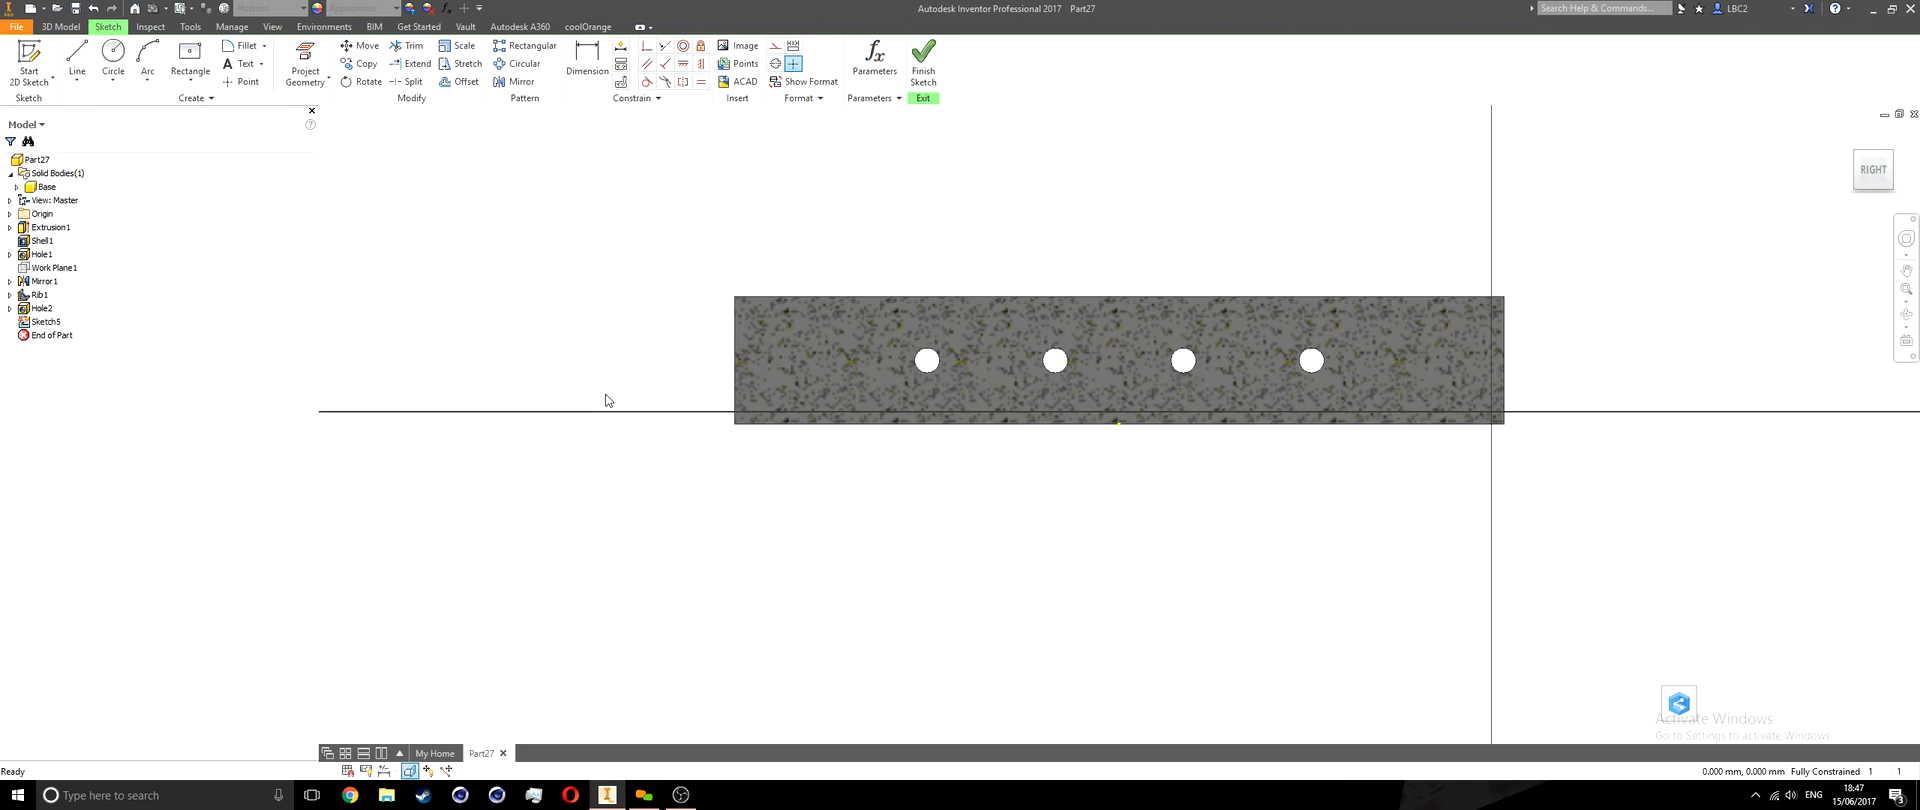 Material
Appearance
Autodesk Inventor Professional 2017 Part27
Search Help & Commands...
LBC2
File
3D Model
Sketch
Inspect
Tools
Manage
View
Environments
BIM
Get Started
Vault
Autodesk A360
coolOrange
Start
2D Sketch
Line
Circle
Arc
Rectangle
Fillet
Text
Point
Project
Geometry
Move
Copy
Rotate
Trim
Extend
Split
Scale
Stretch
Offset
Rectangular
Circular
Mirror
Dimension
Image
Points
ACAD
Show Format
fx
Parameters
Finish
Sketch
Sketch
Create
Modify
Pattern
Constrain
Insert
Format
Parameters
Exit
Model
Part27
Solid Bodies(1)
Base
View: Master
Origin
Extrusion1
Shell1
Hole1
Work Plane1
Mirror1
Rib1
Hole2
Sketch5
End of Part
RIGHT
Activate Windows
Go to Settings to activate Windows.
My Home
Part27
Ready
0.000 mm, 0.000 mm Fully Constrained 1 1
Type here to search
ENG
18:47
15/06/2017
3